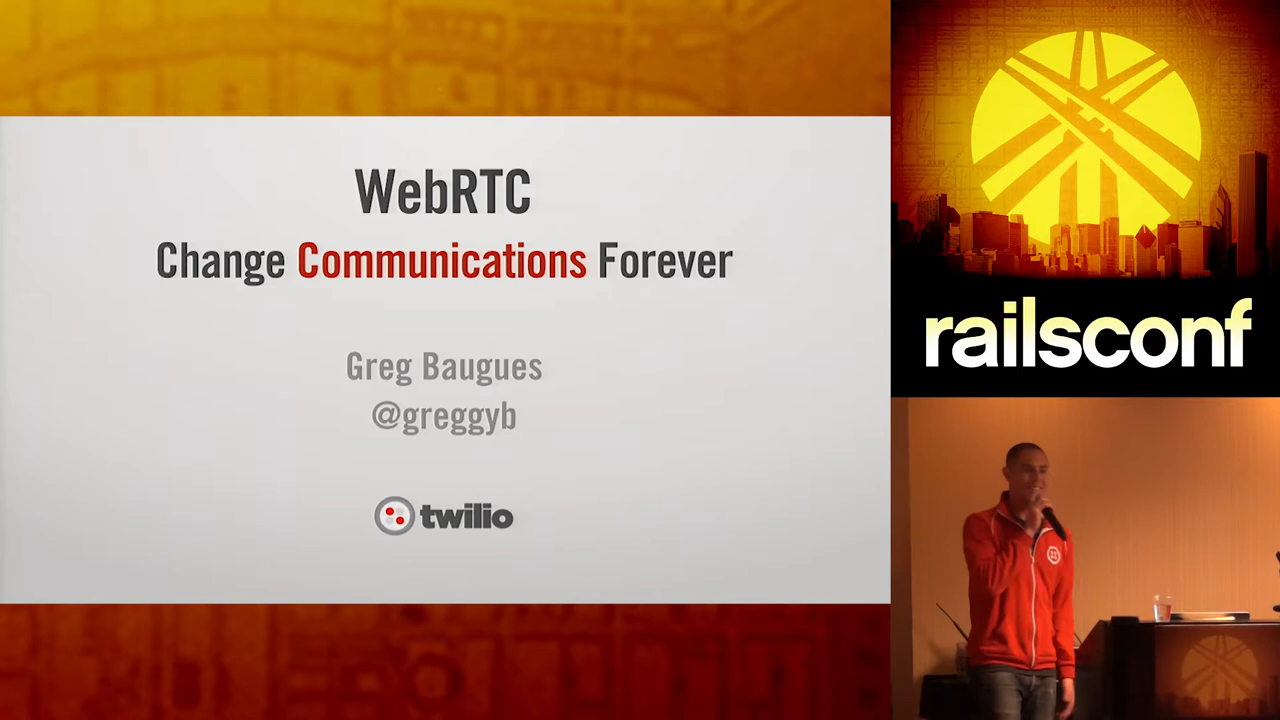 WebRTC
Change Communications Forever
Greg Baugues
@greggyb
twilio
railsconf